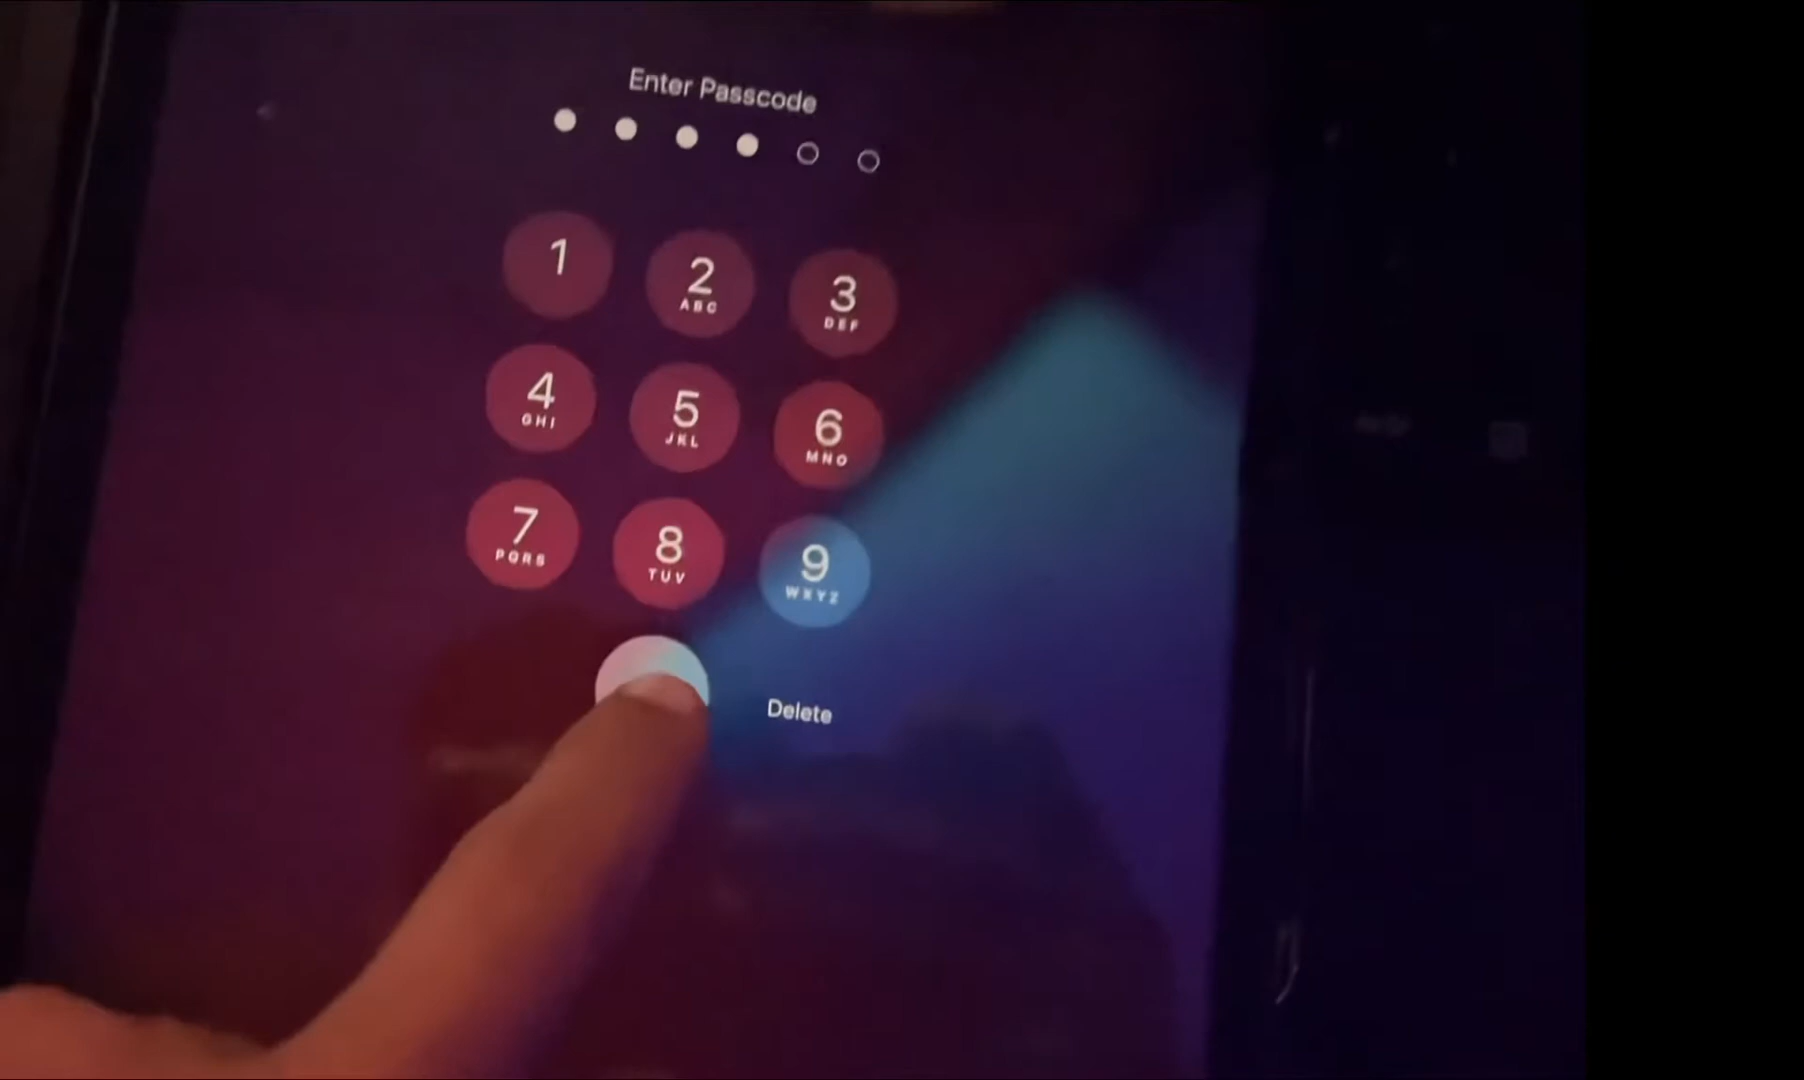 Enter Passcode
1
2
ABC
3
DEF
4
GHI
5
JKL
6
MNO
7
PQRS
8
TUV
9
WXYZ
Delete